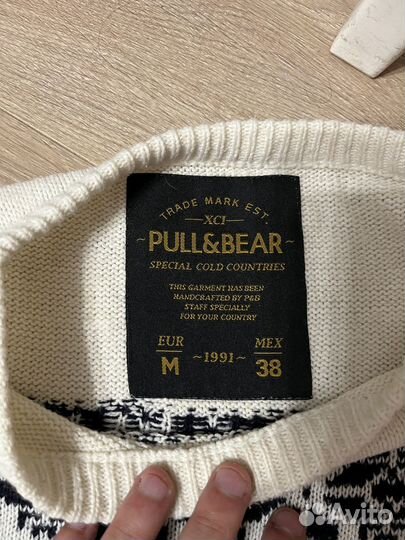 TRADE MARK EST.
XCI
~PULL&BEAR~
SPECIAL COLD COUNTRIES
THIS GARMENT HAS BEEN
HANDCRAFTED BY P&B
STAFF SPECIALLY
FOR YOUR COUNTRY
EUR MEX
M ~1991~ 38
Avito